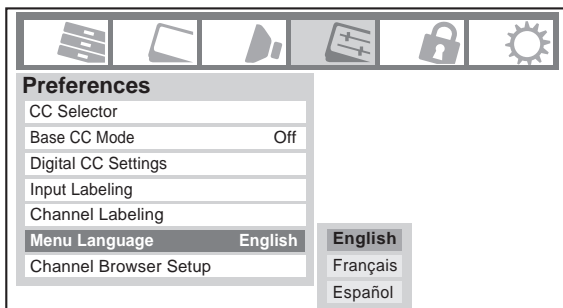 Preferences
CC Selector
Base CC Mode Off
Digital CC Settings
Input Labeling
Channel Labeling
Menu Language English
Channel Browser Setup
English
Français
Español